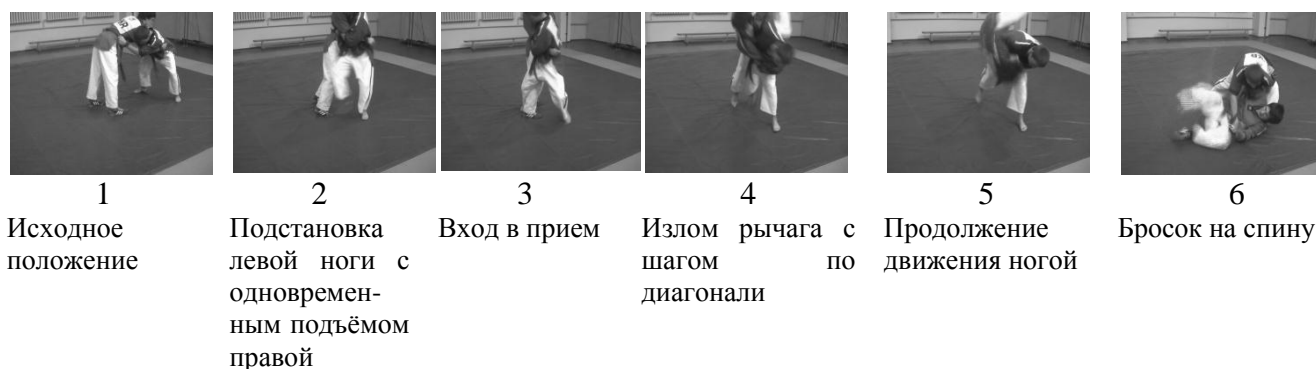 1
Исходное
положение
2
Подстановка
левой ноги с
одновремен-
ным подъёмом
правой
3
Вход в прием
4
Излом рычага с
шагом по
диагонали
5
Продолжение
движения ногой
6
Бросок на спину